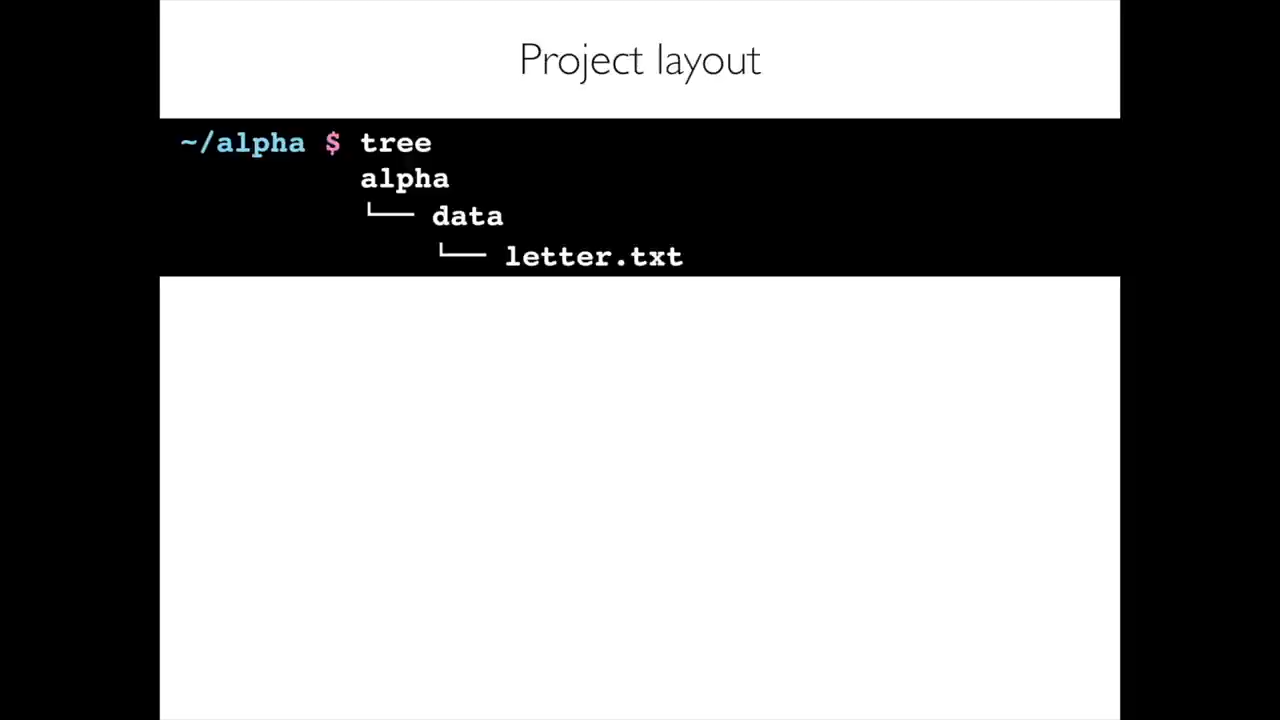 Project layout
~/alpha $ tree
alpha
└── data
└── letter.txt